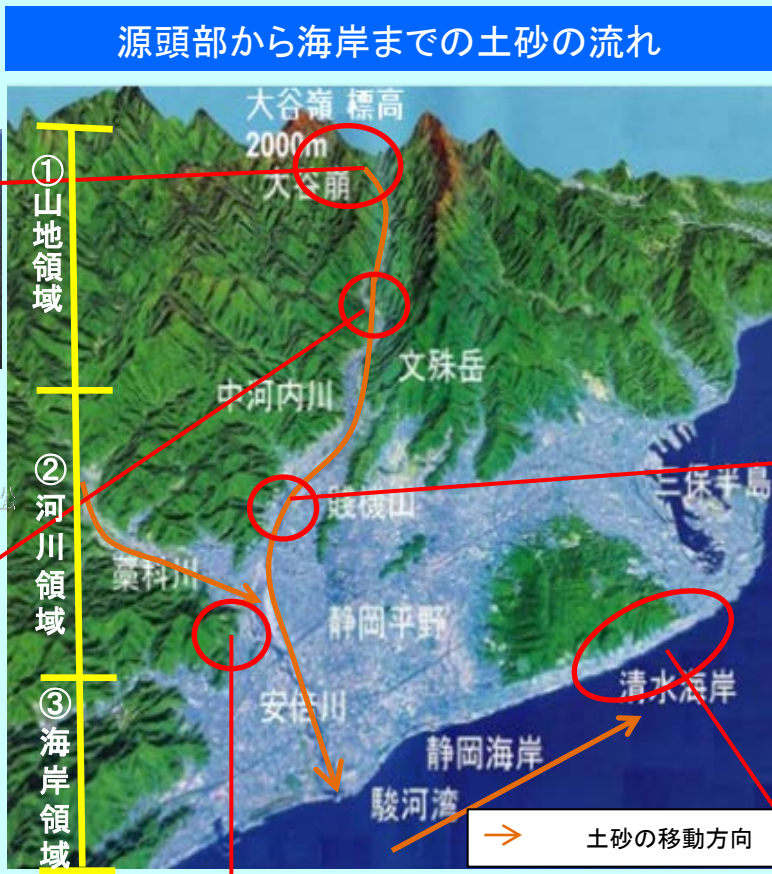 源頭部から海岸までの土砂の流れ
大谷嶺 標高
2000m
大谷崩
①山地領域
文殊岳
中河内川
②河川領域
賤機山
三保半島
藁科川
静岡平野
③海岸領域
安倍川
清水海岸
静岡海岸
駿河湾
土砂の移動方向